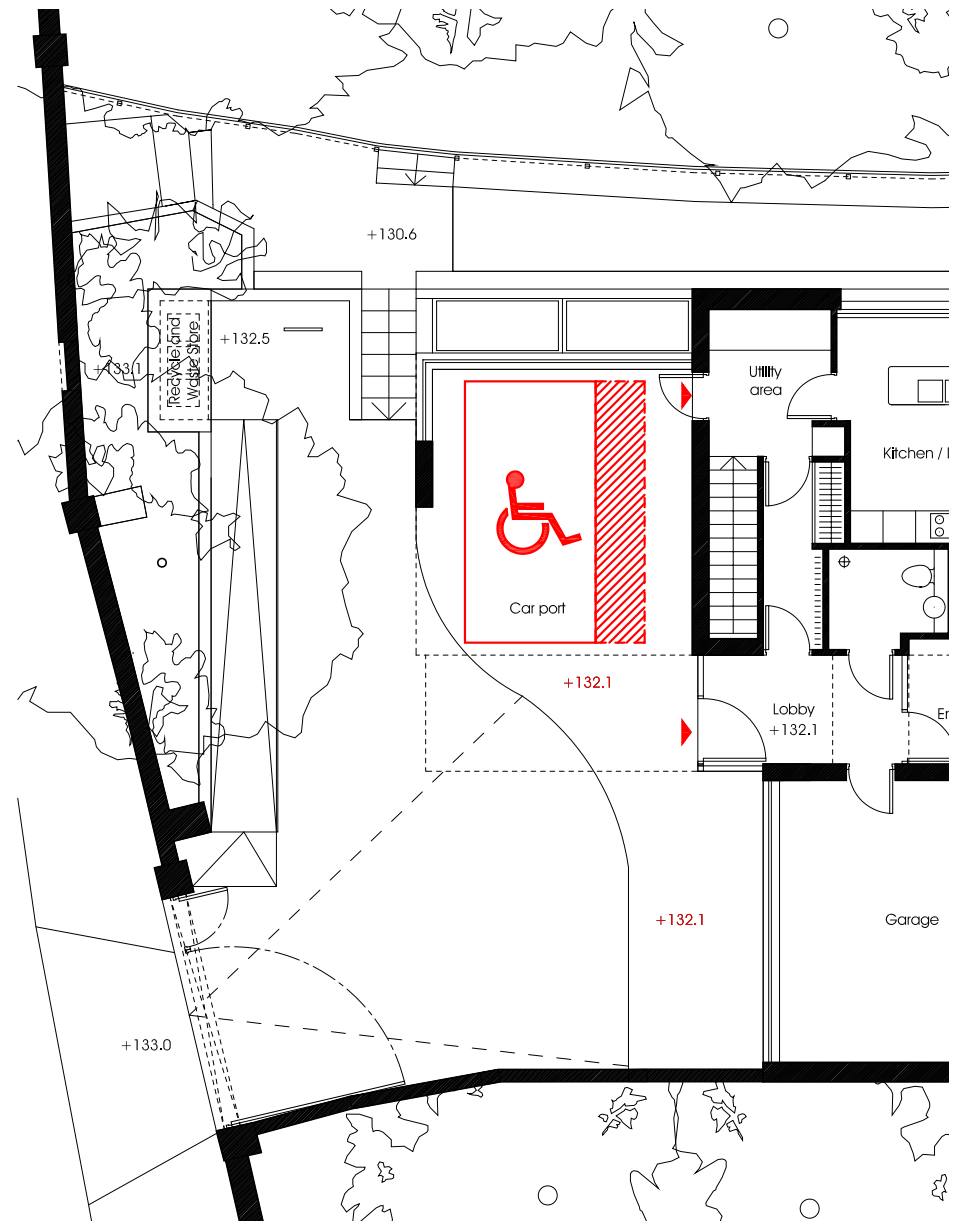 +130.6
+132.5
+133.1
Recycle and
Waste Store
Utility
area
Kitchen / l
Car port
+132.1
Lobby
+132.1
Er
+132.1
Garage
+133.0